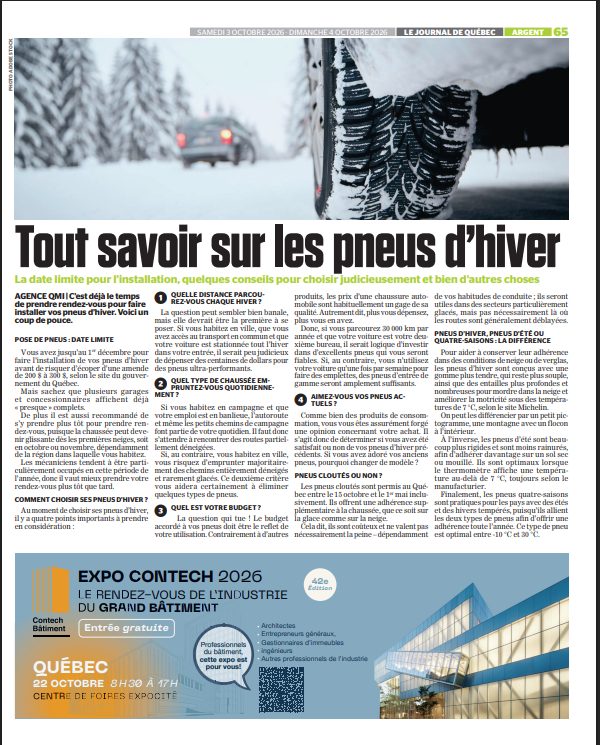 SAMEDI 3 OCTOBRE 2026 - DIMANCHE 4 OCTOBRE 2026 LE JOURNAL DE QUÉBEC ARGENT 65
PHOTO ADOBE STOCK
Tout savoir sur les pneus d'hiver
La date limite pour l'installation, quelques conseils pour choisir judicieusement et bien d'autres choses
AGENCE QMI | C'est déjà le temps
de prendre rendez-vous pour faire
installer vos pneus d'hiver. Voici un
coup de pouce.
POSE DE PNEUS : DATE LIMITE
Vous avez jusqu'au 1er décembre pour
faire l'installation de vos pneus d'hiver
avant de risquer d'écoper d'une amende
de 200 $ à 300 $, selon le site du gouver-
nement du Québec.
Mais sachez que plusieurs garages
et concessionnaires affichent déjà
« presque » complets.
De plus il est aussi recommandé de
s'y prendre plus tôt pour prendre ren-
dez-vous, puisque la chaussée peut deve-
nir glissante dès les premières neiges, soit
en octobre ou novembre, dépendamment
de la région dans laquelle vous habitez.
Les mécaniciens tendent à être parti-
culièrement occupés en cette période de
l'année, donc il vaut mieux prévoir votre
rendez-vous plus tôt que tard.
COMMENT CHOISIR SES PNEUS D'HIVER ?
Au moment de choisir ses pneus d'hiver,
il y a quatre points importants à prendre
en considération :
1 QUELLE DISTANCE PARCOU-
REZ-VOUS CHAQUE HIVER ?
La question peut sembler bien banale,
mais elle devrait être la première à se
poser. Si vous habitez en ville, que vous
avez accès au transport en commun et que
votre voiture est stationnée tout l'hiver
dans votre entrée, il serait peu judicieux
de dépenser des centaines de dollars pour
des pneus ultra-performants.
2 QUEL TYPE DE CHAUSSÉE EM-
PRUNTEZ-VOUS QUOTIDIENNE-
MENT ?
Si vous habitez en campagne et que
votre emploi est en banlieue, l'autoroute
et même les petits chemins de campagne
font partie de votre quotidien. Il faut donc
s'attendre à rencontrer des routes partiel-
lement déneigées.
Si, au contraire, vous habitez en ville,
vous risquez d'emprunter majoritaire-
ment des chemins entièrement déneigés
et rarement glacés. Ce deuxième critère
vous aidera certainement à éliminer
quelques types de pneus.
3 QUEL EST VOTRE BUDGET ?
La question qui tue ! Le budget
accordé à vos pneus doit être le reflet de
votre utilisation. Contrairement à d'autres
produits, les prix d'une chaussure auto-
mobile sont habituellement un gage de sa
qualité. Autrement dit, plus vous dépensez,
plus vous en avez.
Donc, si vous parcourez 30 000 km par
année et que votre voiture est votre deu-
xième bureau, il serait logique d'investir
dans d'excellents pneus qui vous seront
fiables. Si, au contraire, vous n'utilisez
votre voiture qu'une fois par semaine pour
faire des emplettes, des pneus d'entrée de
gamme seront amplement suffisants.
4 AIMEZ-VOUS VOS PNEUS AC-
TUELS ?
Comme bien des produits de consom-
mation, vous vous êtes assurément forgé
une opinion concernant votre achat. Il
s'agit donc de déterminer si vous avez été
satisfait ou non de vos pneus d'hiver pré-
cédents. Si vous avez adoré vos anciens
pneus, pourquoi changer de modèle ?
PNEUS CLOUTÉS OU NON ?
Les pneus cloutés sont permis au Qué-
bec entre le 15 octobre et le 1er mai inclu-
sivement. Ils offrent une adhérence sup-
plémentaire à la chaussée, que ce soit sur
la glace comme sur la neige.
Cela dit, ils sont coûteux et ne valent pas
nécessairement la peine – dépendamment
de vos habitudes de conduite ; ils seront
utiles dans des secteurs particulièrement
glacés, mais pas nécessairement là où
les routes sont généralement déblayées.
PNEUS D'HIVER, PNEUS D'ÉTÉ OU
QUATRE-SAISONS : LA DIFFÉRENCE
Pour aider à conserver leur adhérence
dans des conditions de neige ou de verglas,
les pneus d'hiver sont conçus avec une
gomme plus tendre, qui reste plus souple,
ainsi que des entailles plus profondes et
nombreuses pour mordre dans la neige et
améliorer la motricité sous des tempéra-
tures de 7 °C, selon le site Michelin.
On peut les différencier par un petit pic-
togramme, une montagne avec un flocon
à l'intérieur.
À l'inverse, les pneus d'été sont beau-
coup plus rigides et sont moins rainurés,
afin d'adhérer davantage sur un sol sec
ou mouillé. Ils sont optimaux lorsque
le thermomètre affiche une tempéra-
ture au-delà de 7 °C, toujours selon le
manufacturier.
Finalement, les pneus quatre-saisons
sont pratiques pour les pays avec des étés
et des hivers tempérés, puisqu'ils allient
les deux types de pneus afin d'offrir une
adhérence toute l'année. Ce type de pneu
est optimal entre -10 °C et 30 °C.
Contech
Bâtiment
EXPO CONTECH 2026
LE RENDEZ-VOUS DE L'INDUSTRIE
DU GRAND BÂTIMENT
Entrée gratuite
42e
Édition
QUÉBEC
22 OCTOBRE 8H30 À 17H
CENTRE DE FOIRES EXPOCITÉ
Professionnels
du bâtiment,
cette expo est
pour vous!
· Architectes
· Entrepreneurs généraux,
· Gestionnaires d'immeubles
· Ingénieurs
· Autres professionnels de l'industrie